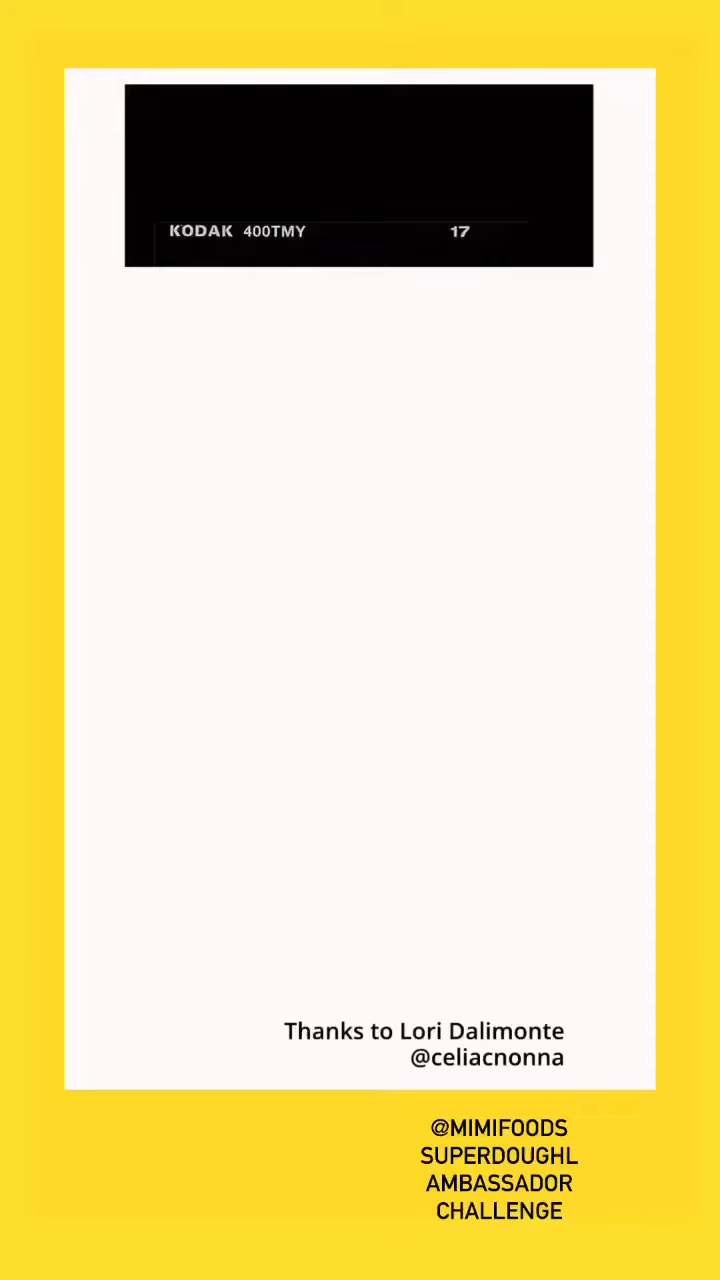 KODAK 400TMY 17
Thanks to Lori Dalimonte
@celiacnonna
@MIMIFOODS
SUPERDOUGHL
AMBASSADOR
CHALLENGE